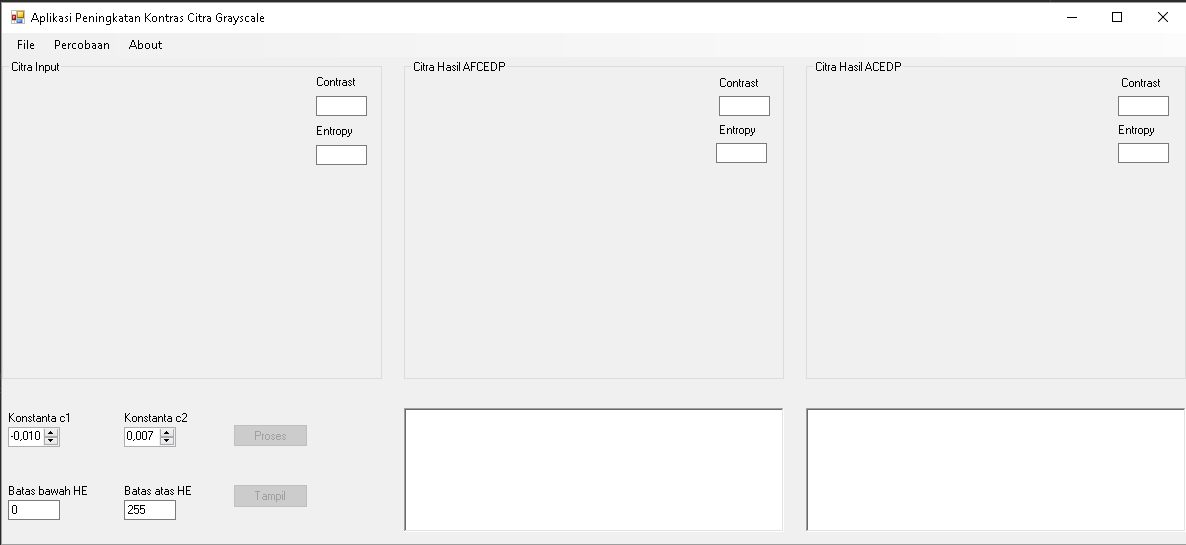 Aplikasi Peningkatan Kontras Citra Grayscale
File Percobaan About
Citra Input
Contrast
Entropy
Citra Hasil AFCEDP
Contrast
Entropy
Citra Hasil ACEDP
Contrast
Entropy
Konstanta c1 Konstanta c2
-0,010 0,007 Proses
Batas bawah HE Batas atas HE
0 255 Tampil